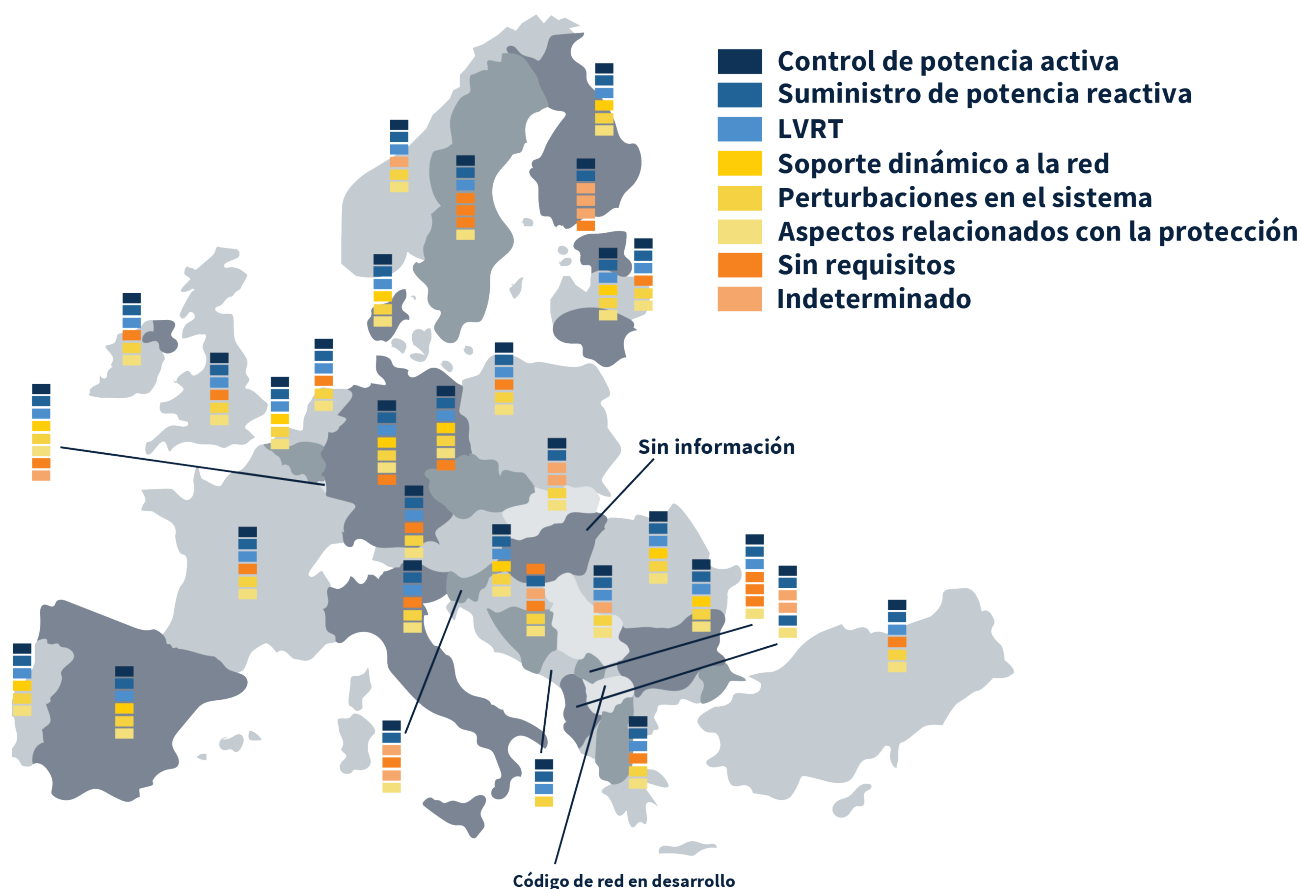 Control de potencia activa
Suministro de potencia reactiva
LVRT
Soporte dinámico a la red
Perturbaciones en el sistema
Aspectos relacionados con la protección
Sin requisitos
Indeterminado
Sin información
Código de red en desarrollo